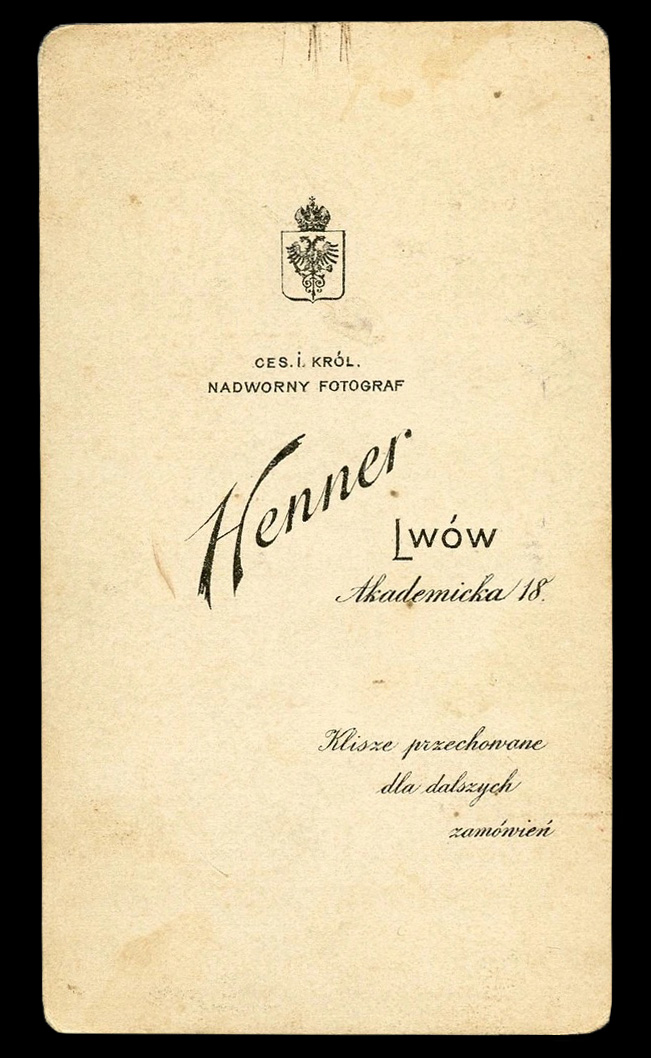 CES. i. KRÓL.
NADWORNY FOTOGRAF
Henner
LWÓW
Akademicka 18.
Klisze przechowane
dla dalszych
zamówień